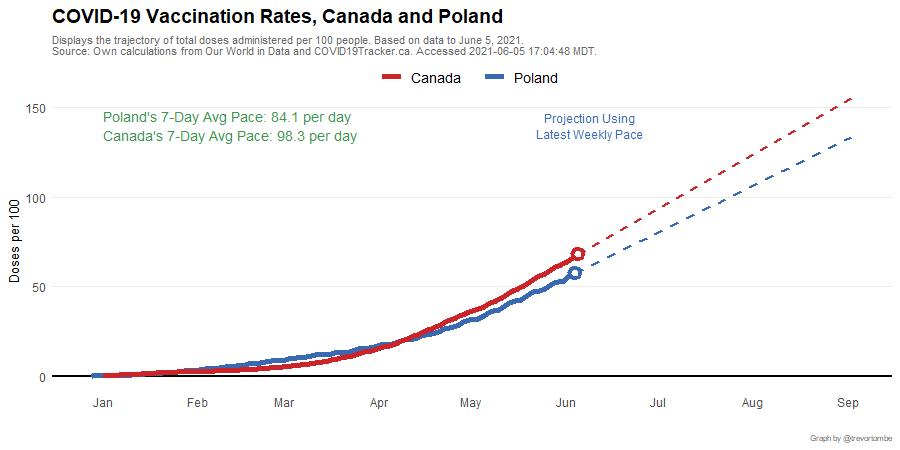 COVID-19 Vaccination Rates, Canada and Poland
Displays the trajectory of total doses administered per 100 people. Based on data to June 5, 2021.
Source: Own calculations from Our World in Data and COVID19Tracker.ca. Accessed 2021-06-05 17:04:48 MDT.
Canada Poland
Poland's 7-Day Avg Pace: 84.1 per day
Canada's 7-Day Avg Pace: 98.3 per day
Projection Using
Latest Weekly Pace
Doses per 100
150
100
50
0
Jan Feb Mar Apr May Jun Jul Aug Sep
Graph by @trevortombe